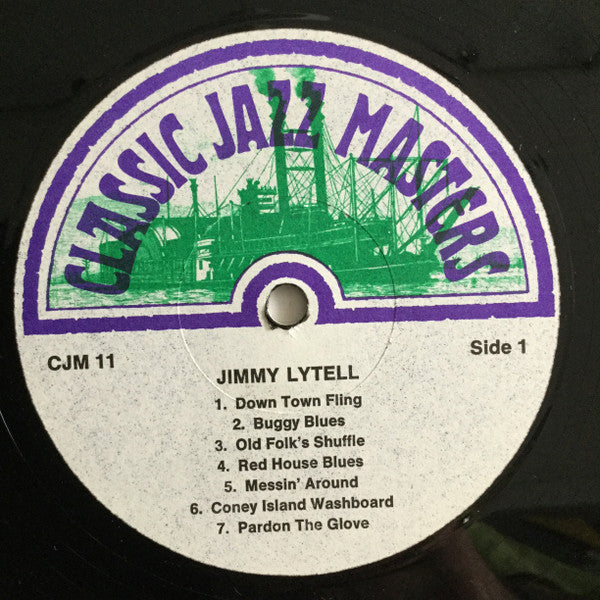 CLASSIC JAZZ MASTERS
CJM 11
Side 1
JIMMY LYTELL
1. Down Town Fling
2. Buggy Blues
3. Old Folk's Shuffle
4. Red House Blues
5. Messin' Around
6. Coney Island Washboard
7. Pardon The Glove